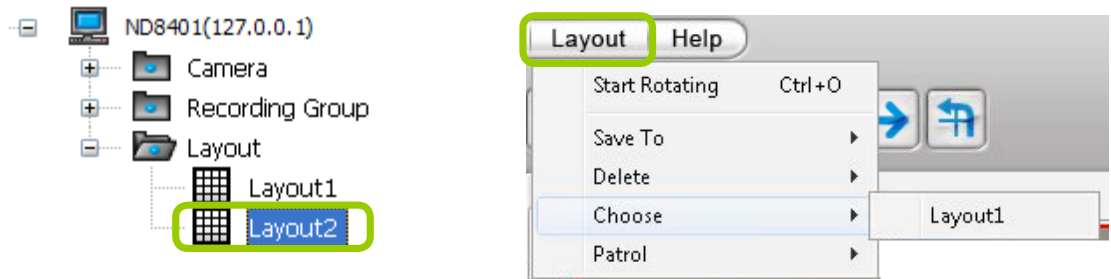 ND8401(127.0.0.1)
Camera
Recording Group
Layout
Layout1
Layout2
Layout Help
Start Rotating Ctrl+O
Save To
Delete
Choose
Layout1
Patrol